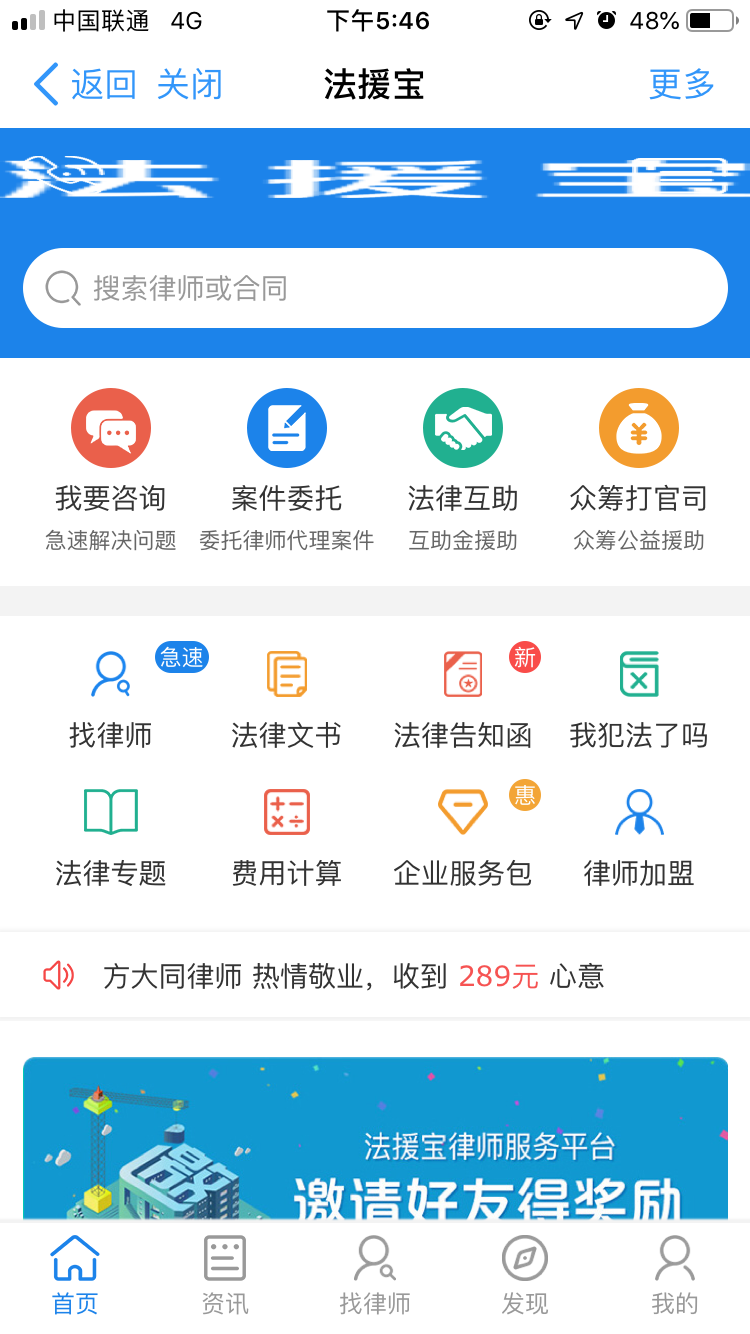 中国联通 4G 下午5:46 48%
返回 关闭 法援宝 更多
法援宝
搜索律师或合同
我要咨询 案件委托 法律互助 众筹打官司
急速解决问题 委托律师代理案件 互助金援助 众筹公益援助
急速 新
找律师 法律文书 法律告知函 我犯法了吗
惠
法律专题 费用计算 企业服务包 律师加盟
方大同律师 热情敬业，收到 289元 心意
法援宝律师服务平台
邀 邀请好友得奖励
首页 资讯 找律师 发现 我的